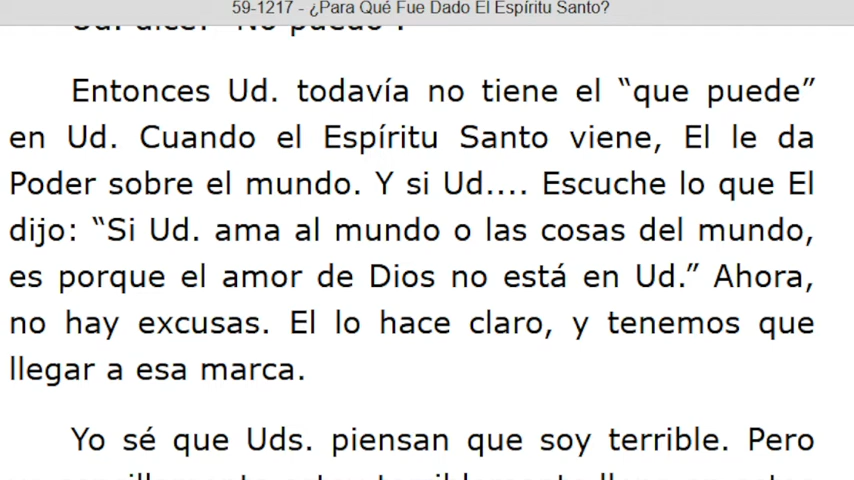 59-1217 - ¿Para Qué Fue Dado El Espíritu Santo?
Ud. dice: "No puedo".
Entonces Ud. todavía no tiene el “que puede”
en Ud. Cuando el Espíritu Santo viene, El le da
Poder sobre el mundo. Y si Ud.... Escuche lo que El
dijo: “Si Ud. ama al mundo o las cosas del mundo,
es porque el amor de Dios no está en Ud.” Ahora,
no hay excusas. El lo hace claro, y tenemos que
llegar a esa marca.
Yo sé que Uds. piensan que soy terrible. Pero